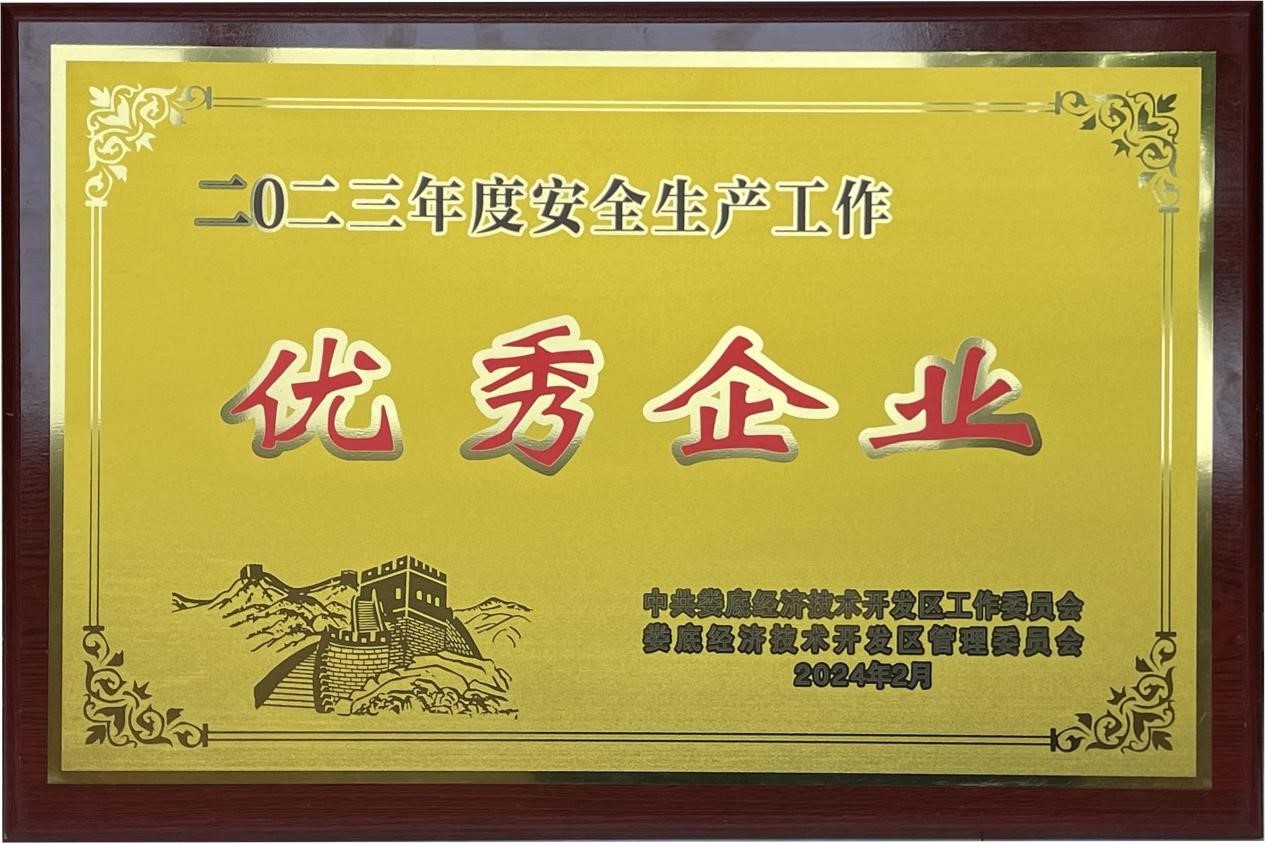 二0二三年度安全生产工作
优秀企业
中共娄底经济技术开发区工作委员会
娄底经济技术开发区管理委员会
2024年2月